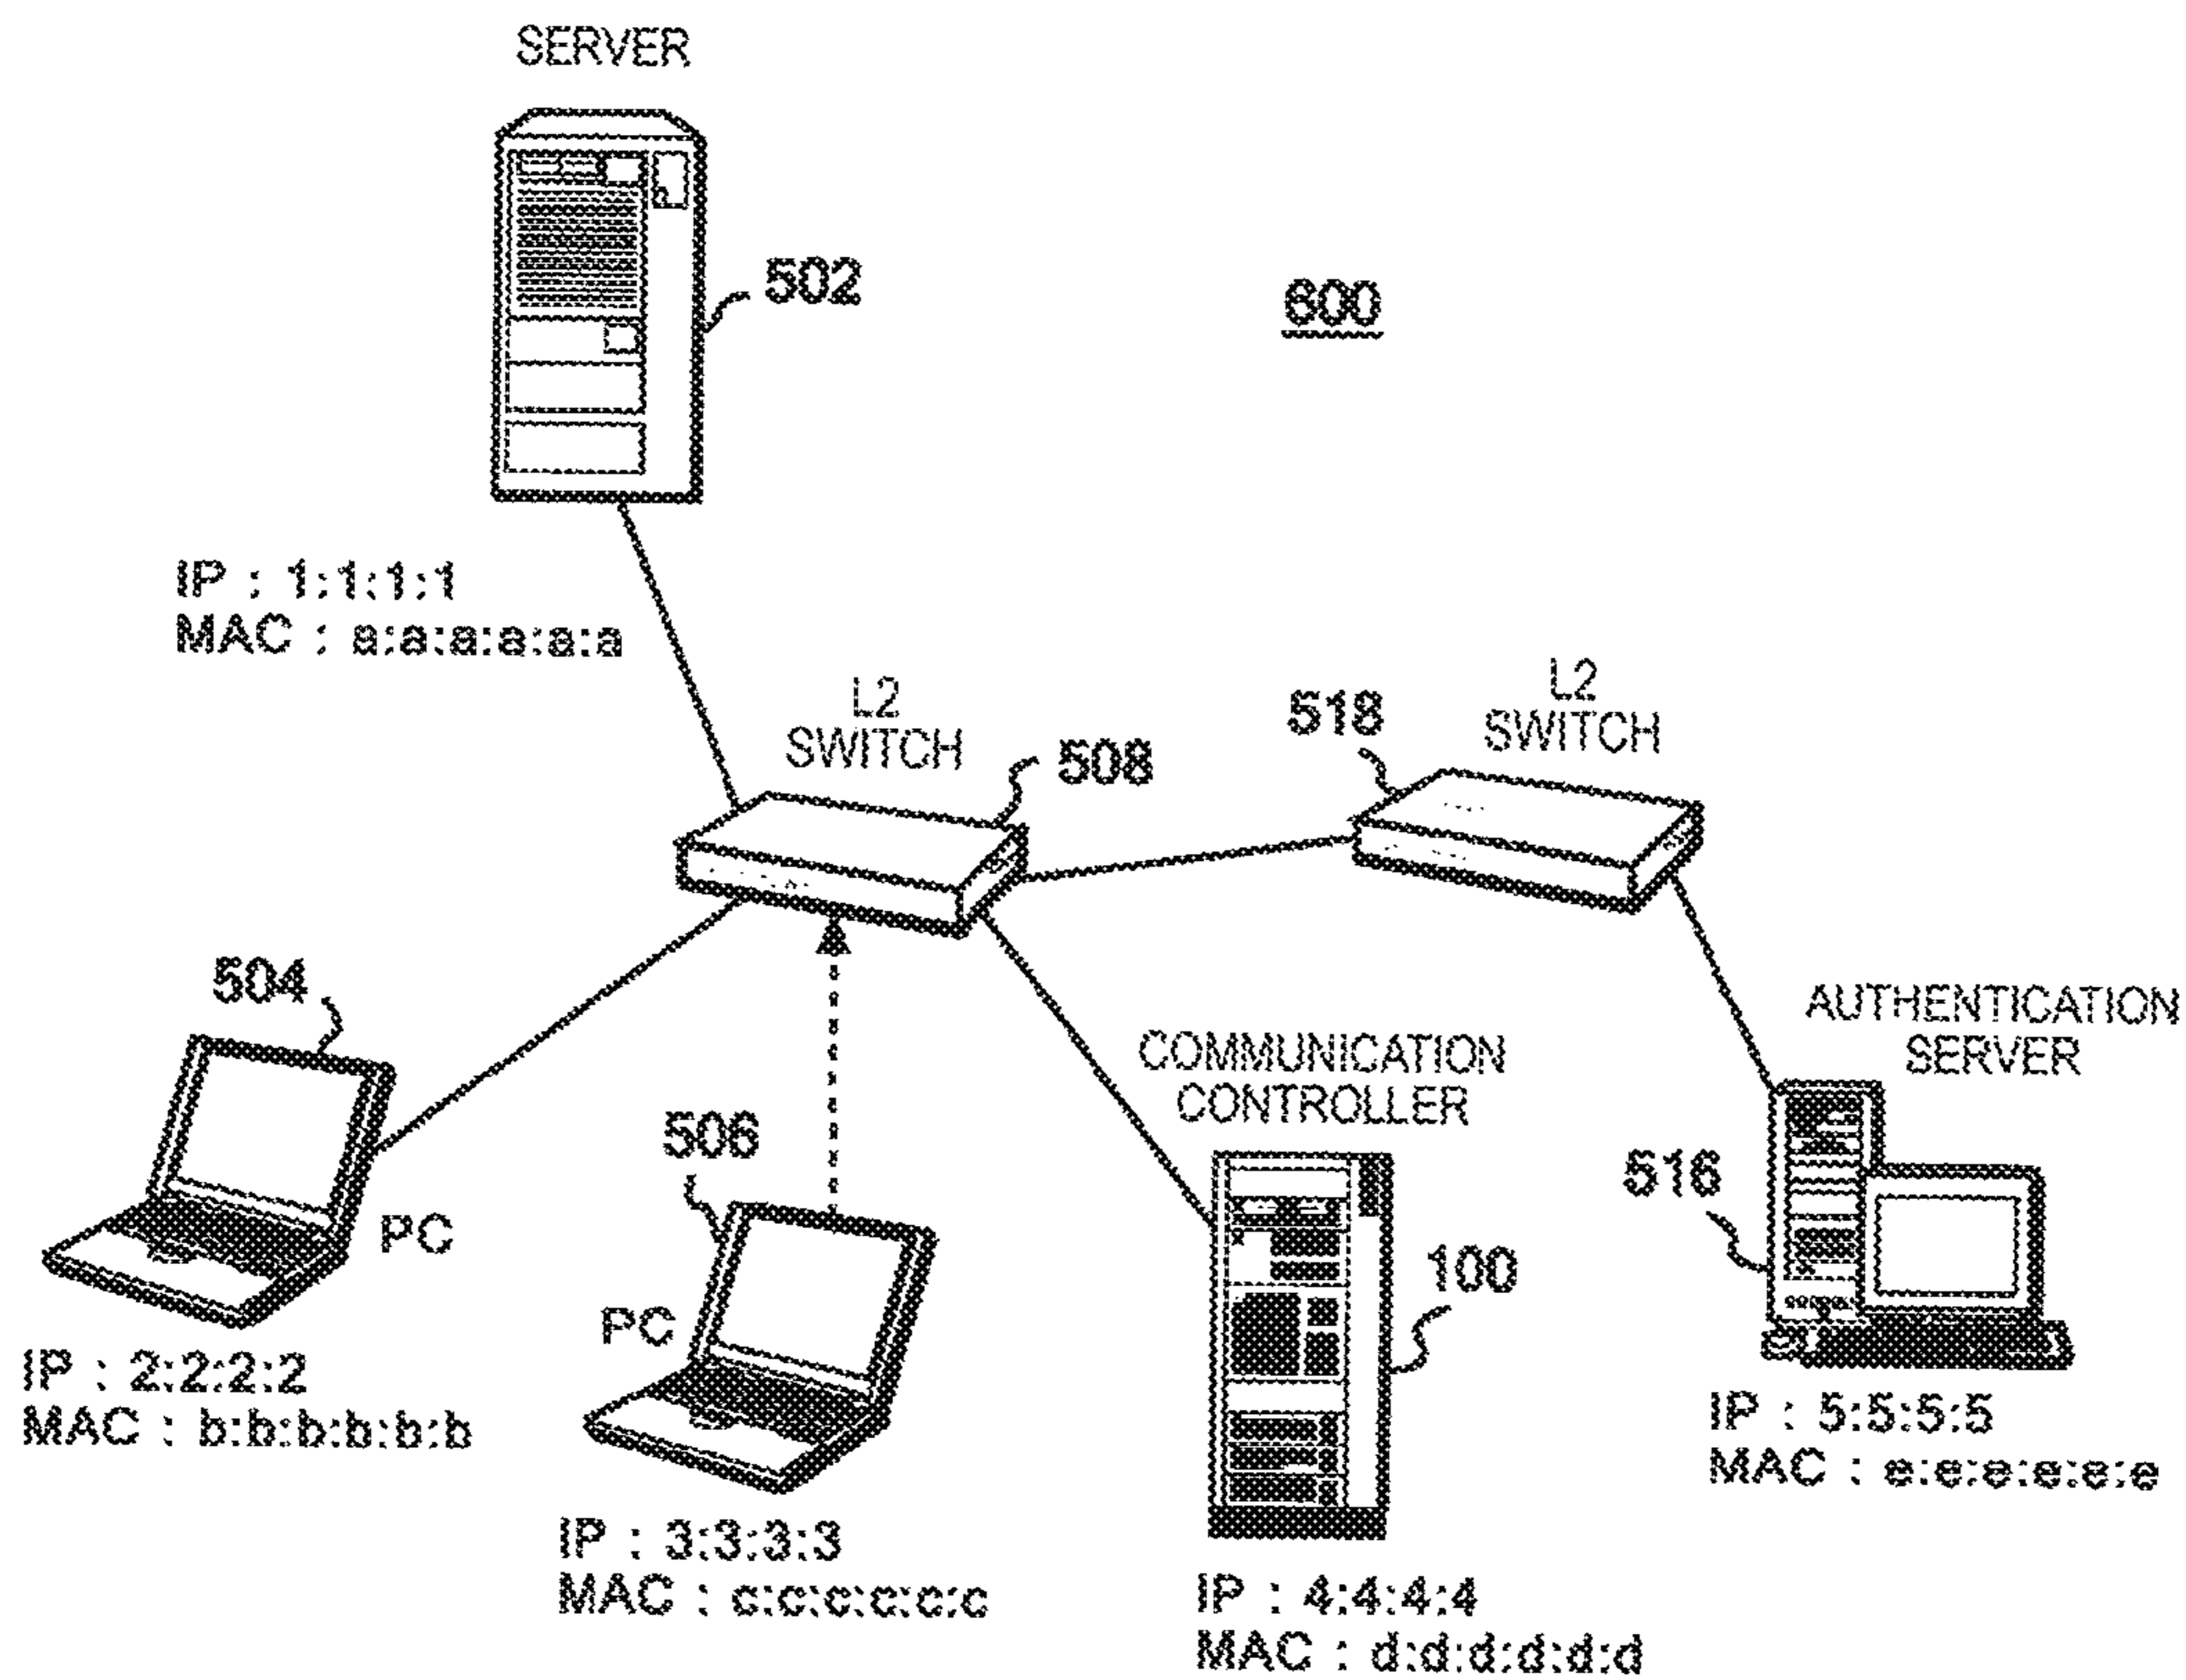 SERVER
502
600
IP : 1:1:1:1
MAC : a:a:a:a:a:a
L2
SWITCH
508
518
L2
SWITCH
504
PC
IP : 2:2:2:2
MAC : b:b:b:b:b:b
506
PC
IP : 3:3:3:3
MAC : c:c:c:c:c:c
COMMUNICATION
CONTROLLER
100
IP : 4:4:4:4
MAC : d:d:d:d:d:d
AUTHENTICATION
SERVER
516
IP : 5:5:5:5
MAC : e:e:e:e:e:e